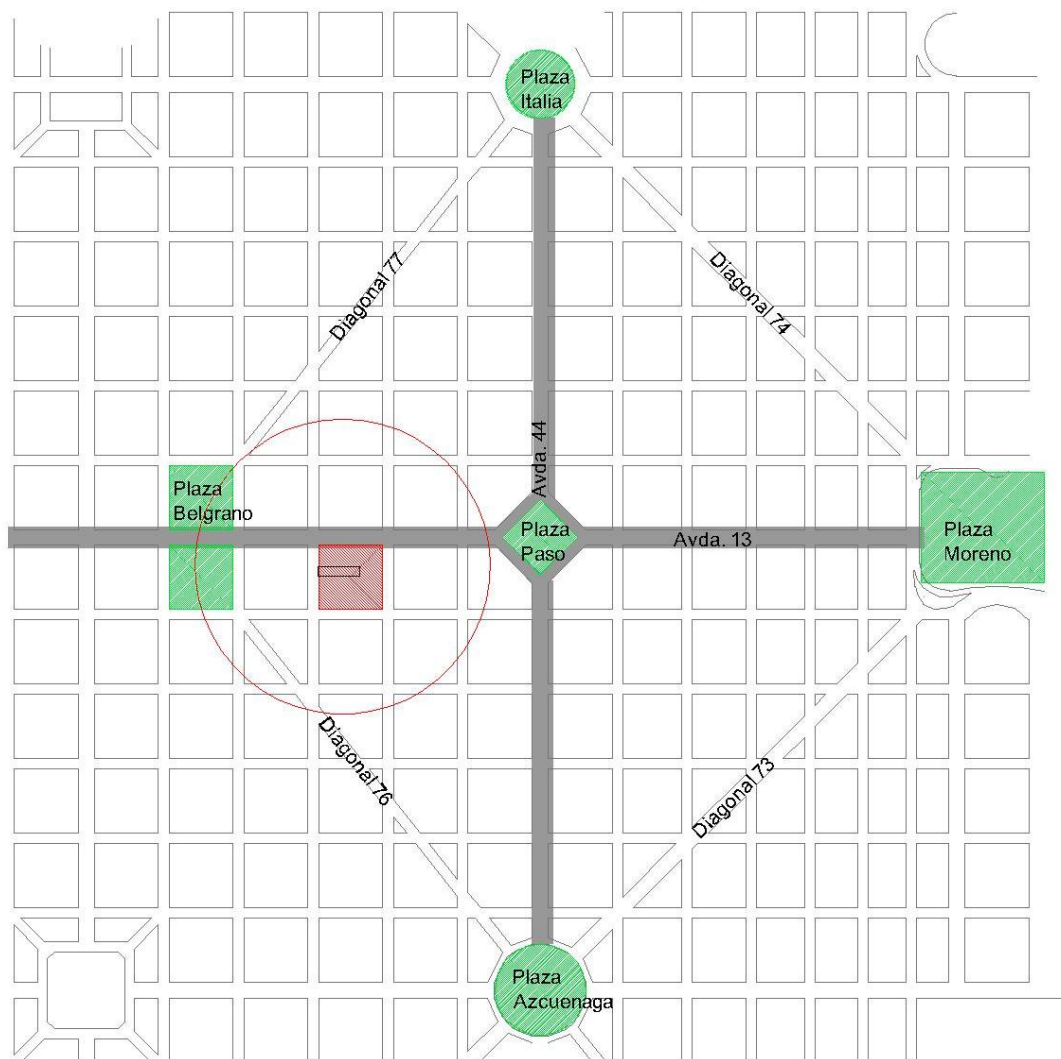 Plaza
Italia
Diagonal 77
Diagonal 74
Avda. 44
Plaza
Belgrano
Plaza
Paso
Avda. 13
Plaza
Moreno
Diagonal 76
Diagonal 73
Plaza
Azcuenaga